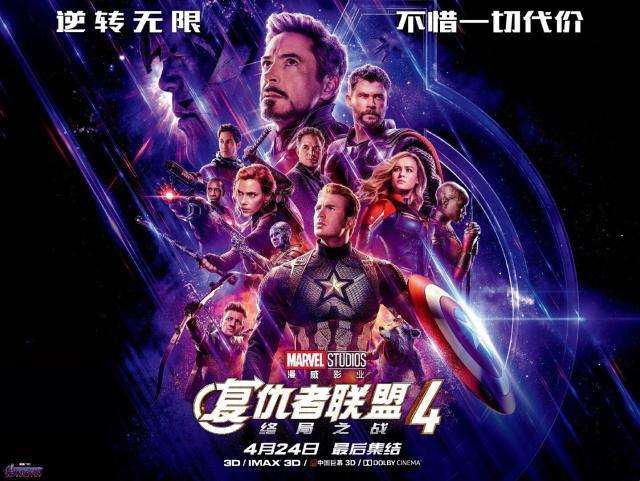 逆转无限
不惜一切代价
MARVEL STUDIOS
漫威影业
复仇者联盟4
终局之战
4月24日 最后集结
3D / IMAX 3D / 中国巨幕 3D / DOLBY CINEMA